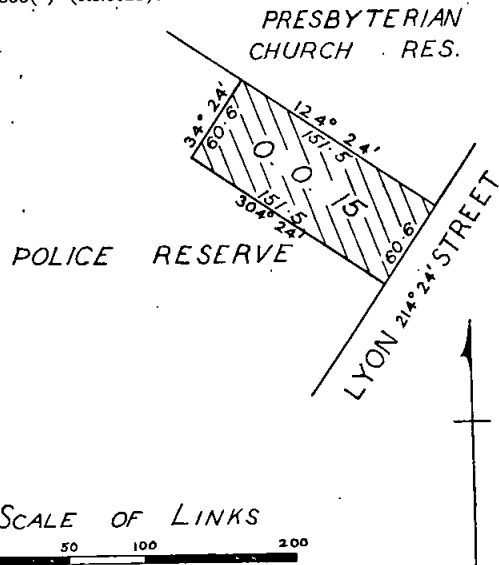 PRESBYTERIAN
CHURCH RES.
34° 24'
124° 24'
60·6
151·5
0. 0. 15
151·5
60·6
304° 24'
POLICE RESERVE
LYON 214° 24' STREET
SCALE OF LINKS
50 100 200